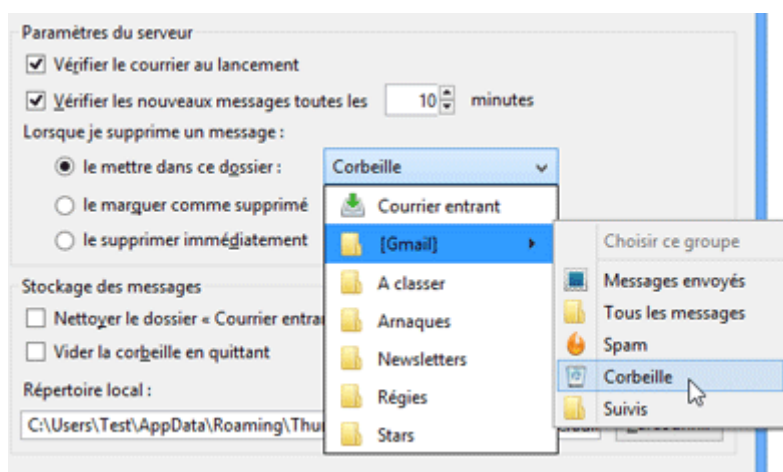 Paramètres du serveur
Vérifier le courrier au lancement
Vérifier les nouveaux messages toutes les 10 minutes
Lorsque je supprime un message :
le mettre dans ce dossier : Corbeille
le marquer comme supprimé
le supprimer immédiatement
Courrier entrant
[Gmail]
A classer
Arnaques
Newsletters
Régies
Stars
Choisir ce groupe
Messages envoyés
Tous les messages
Spam
Corbeille
Suivis
Stockage des messages
Nettoyer le dossier « Courrier entra
Vider la corbeille en quittant
Répertoire local :
C:\Users\Test\AppData\Roaming\Thu